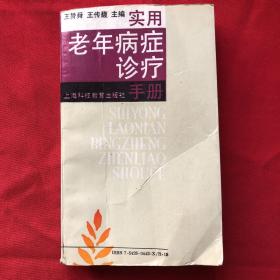 王赞舜 王传馥 主编
实用
老年病症
诊疗
手册
上海科技教育出版社
SHIYONG
LAONIAN
BINGZHENG
ZHENLIAO
SHOUCE